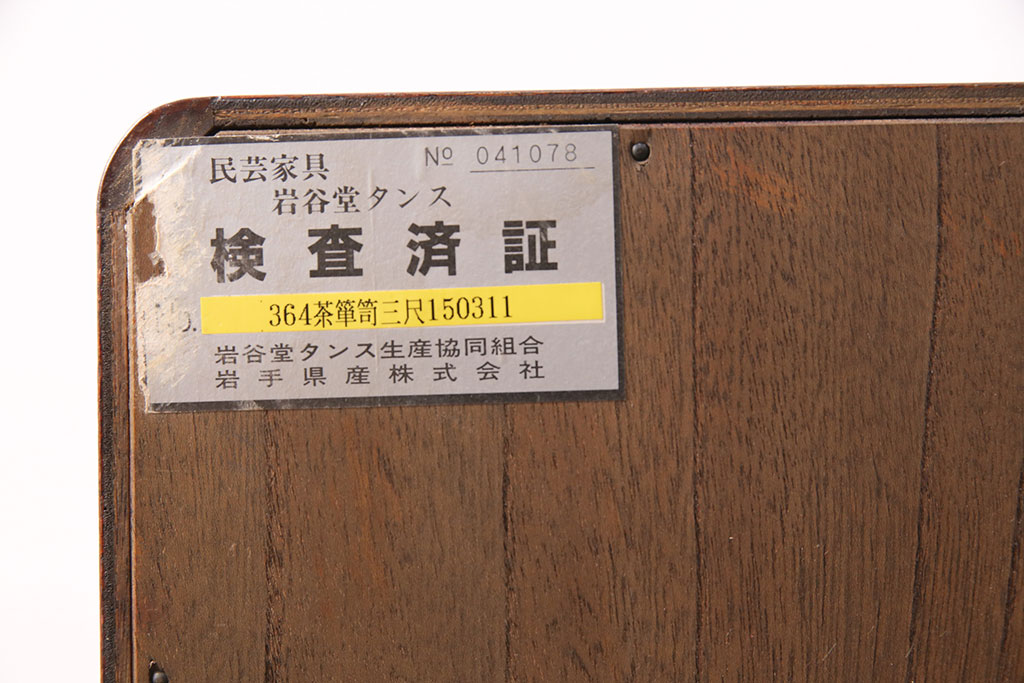 民芸家具 № 041078
岩谷堂タンス
検査済証
364茶箪笥三尺150311
岩谷堂タンス生産協同組合
岩手県産株式会社